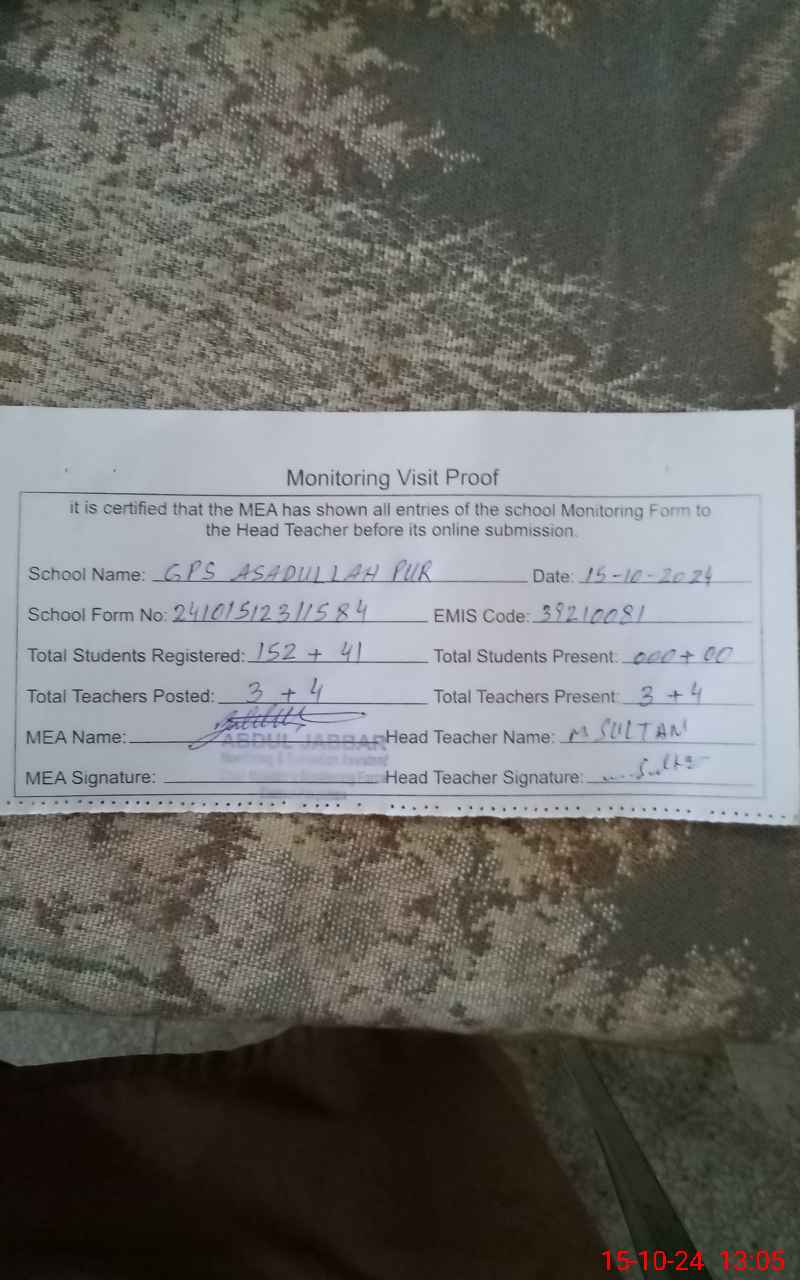 Monitoring Visit Proof
it is certified that the MEA has shown all entries of the school Monitoring Form to
the Head Teacher before its online submission.
School Name: GPS ASADULLAH PUR Date: 15-10-2024
School Form No: 24101512311584 EMIS Code: 39210081
Total Students Registered: 152 + 41 Total Students Present: 000 + 00
Total Teachers Posted: 3 + 4 Total Teachers Present: 3 + 4
MEA Name: ABDUL JABBAR Head Teacher Name: M SULTAN
MEA Signature: Head Teacher Signature:
15-10-24 13:05